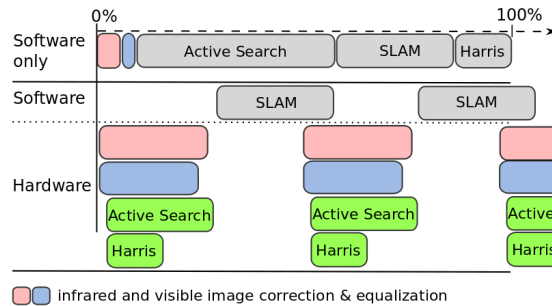 0% 100%
Software only Active Search SLAM Harris
Software SLAM SLAM
Hardware
Active Search Active Search Active
Harris Harris Harris
infrared and visible image correction & equalization